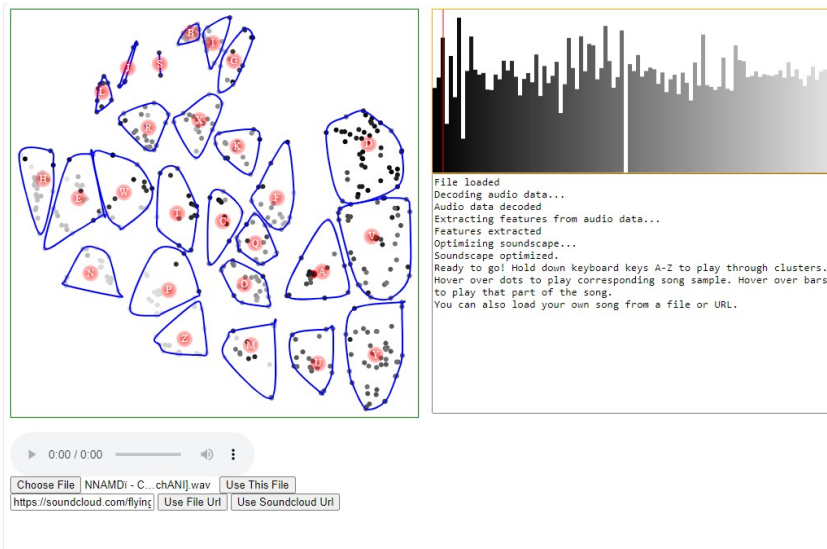 B
I
G
J
S
L
R
X
K
D
H
E
W
T
C
F
Q
V
N
P
O
A
Z
M
U
Y
File loaded
Decoding audio data...
Audio data decoded
Extracting features from audio data...
Features extracted
Optimizing soundscape...
Soundscape optimized.
Ready to go! Hold down keyboard keys A-Z to play through clusters.
Hover over dots to play corresponding song sample. Hover over bars
to play that part of the song.
You can also load your own song from a file or URL.
0:00 / 0:00
Choose File NNAMDï - C...chANI].wav Use This File
https://soundcloud.com/flying Use File Url Use Soundcloud Url